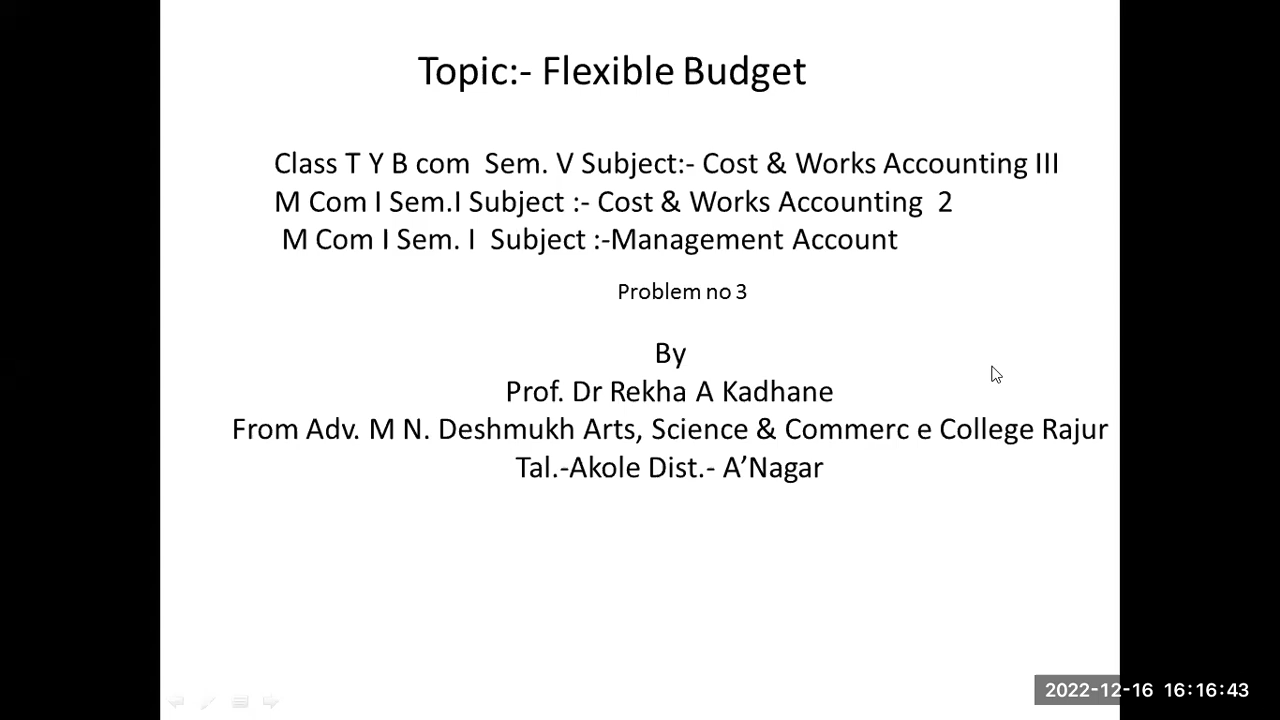 Topic:- Flexible Budget
Class T Y B com Sem. V Subject:- Cost & Works Accounting III
M Com I Sem.I Subject :- Cost & Works Accounting 2
M Com I Sem. I Subject :-Management Account
Problem no 3
By
Prof. Dr Rekha A Kadhane
From Adv. M N. Deshmukh Arts, Science & Commerc e College Rajur
Tal.-Akole Dist.- A’Nagar
2022-12-16 16:16:43